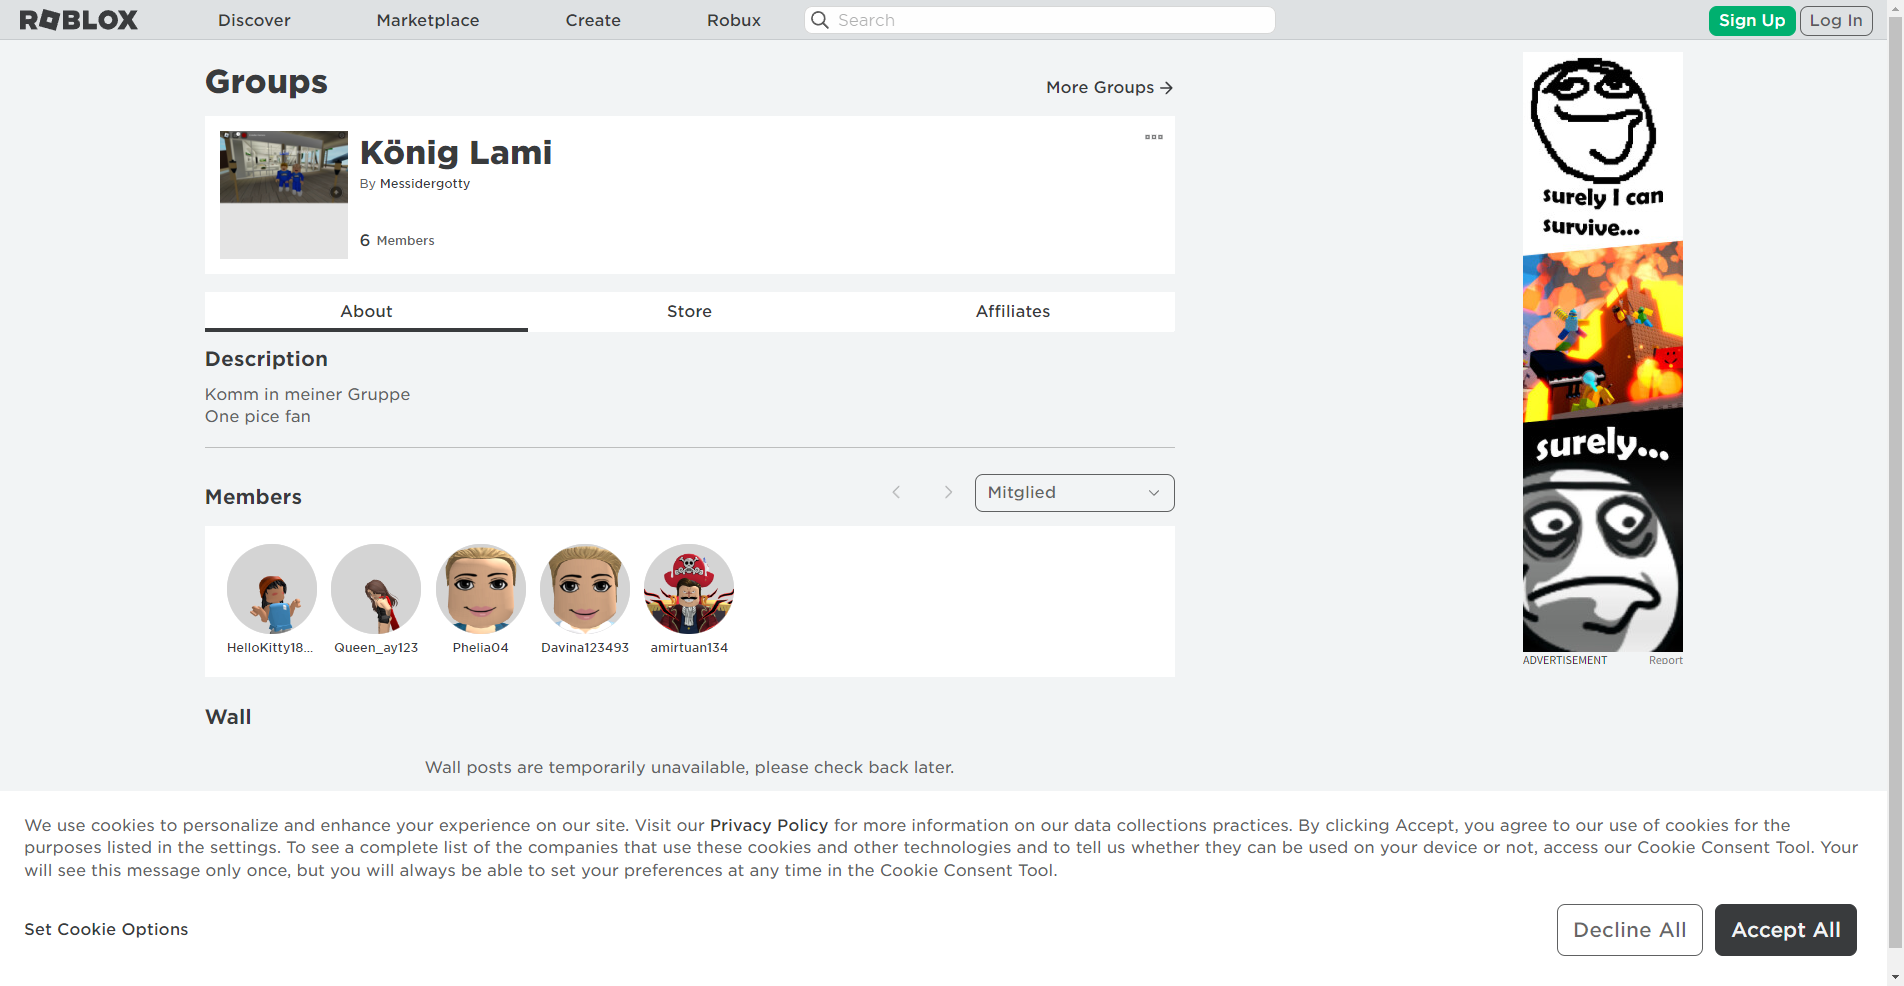 ROBLOX
Discover
Marketplace
Create
Robux
Search
Sign Up
Log In
Groups
More Groups
König Lami
By Messidergotty
6 Members
About
Store
Affiliates
Description
Komm in meiner Gruppe
One pice fan
Members
Mitglied
HelloKitty18...
Queen_ay123
Phelia04
Davina123493
amirtuan134
Wall
Wall posts are temporarily unavailable, please check back later.
surely I can
survive...
surely...
ADVERTISEMENT
Report
We use cookies to personalize and enhance your experience on our site. Visit our Privacy Policy for more information on our data collections practices. By clicking Accept, you agree to our use of cookies for the
purposes listed in the settings. To see a complete list of the companies that use these cookies and other technologies and to tell us whether they can be used on your device or not, access our Cookie Consent Tool. Your
will see this message only once, but you will always be able to set your preferences at any time in the Cookie Consent Tool.
Set Cookie Options
Decline All
Accept All